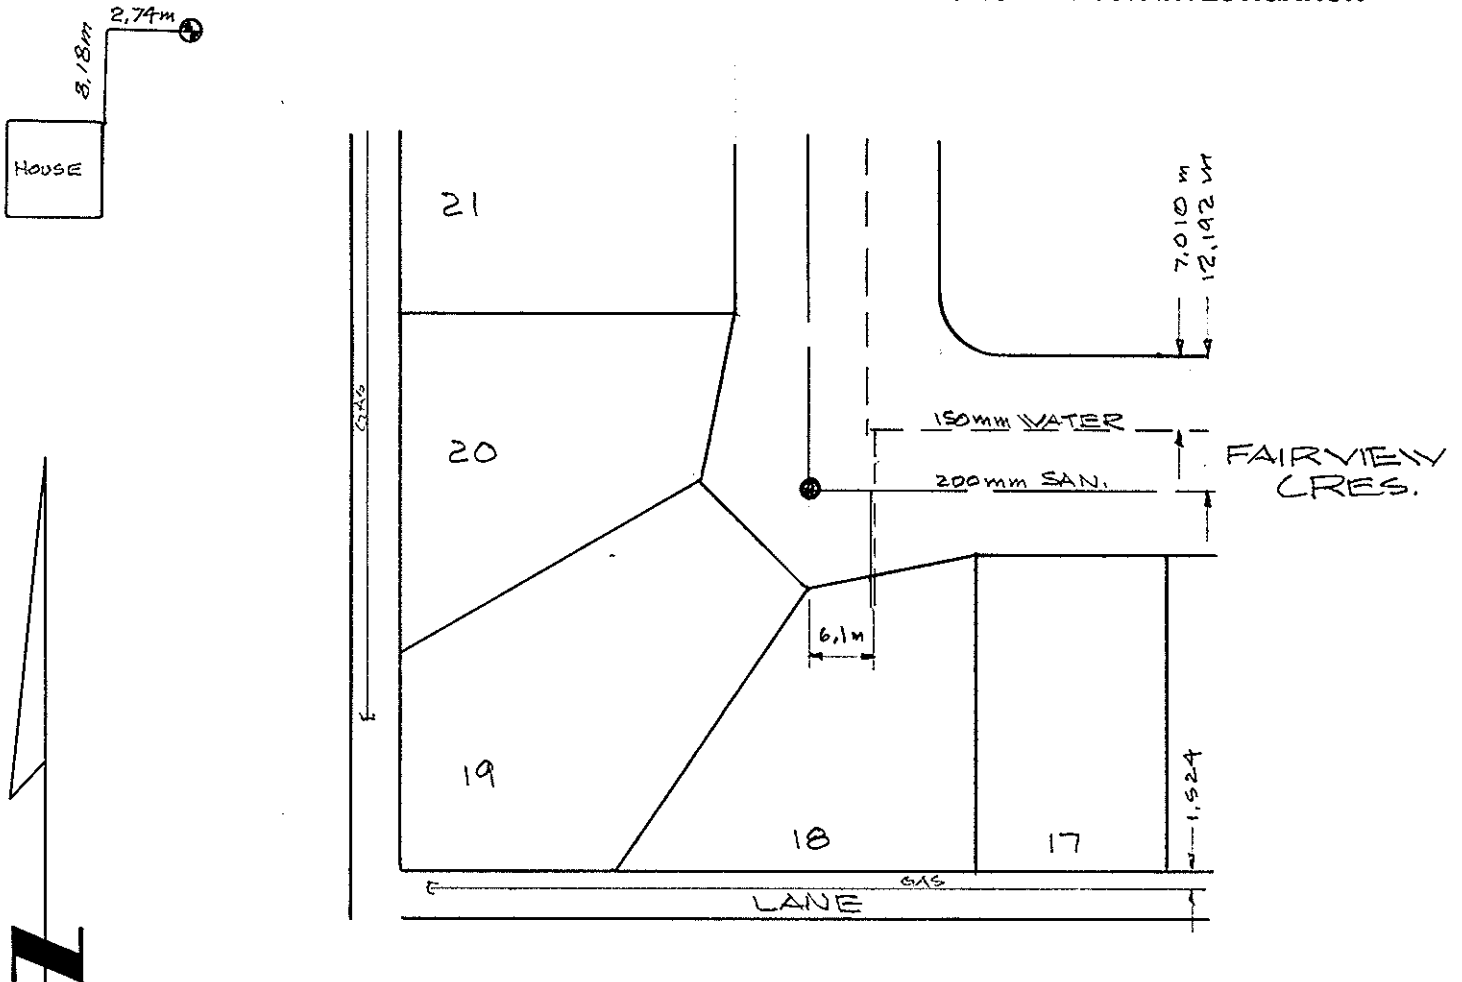 2,74m
3,18m
HOUSE
21
7,010 m
12,192 m
GAS
150mm WATER
20
FAIRVIEW
CRES.
200mm SAN.
6,1m
19
1,524
18
17
GAS
LANE
N